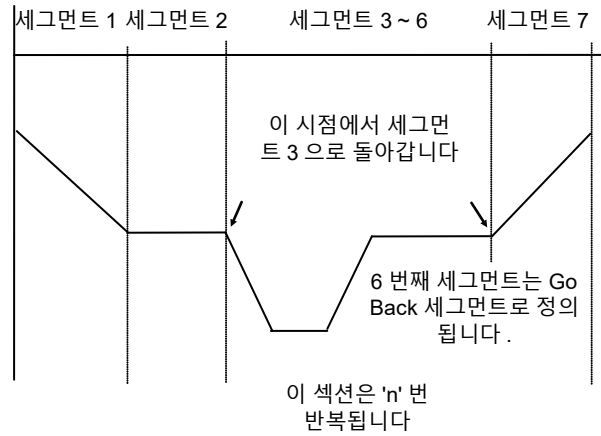 세그먼트 1 세그먼트 2 세그먼트 3 ~ 6 세그먼트 7
이 시점에서 세그먼
트 3 으로 돌아갑니다
6 번째 세그먼트는 Go
Back 세그먼트로 정의
됩니다 .
이 섹션은 'n' 번
반복됩니다